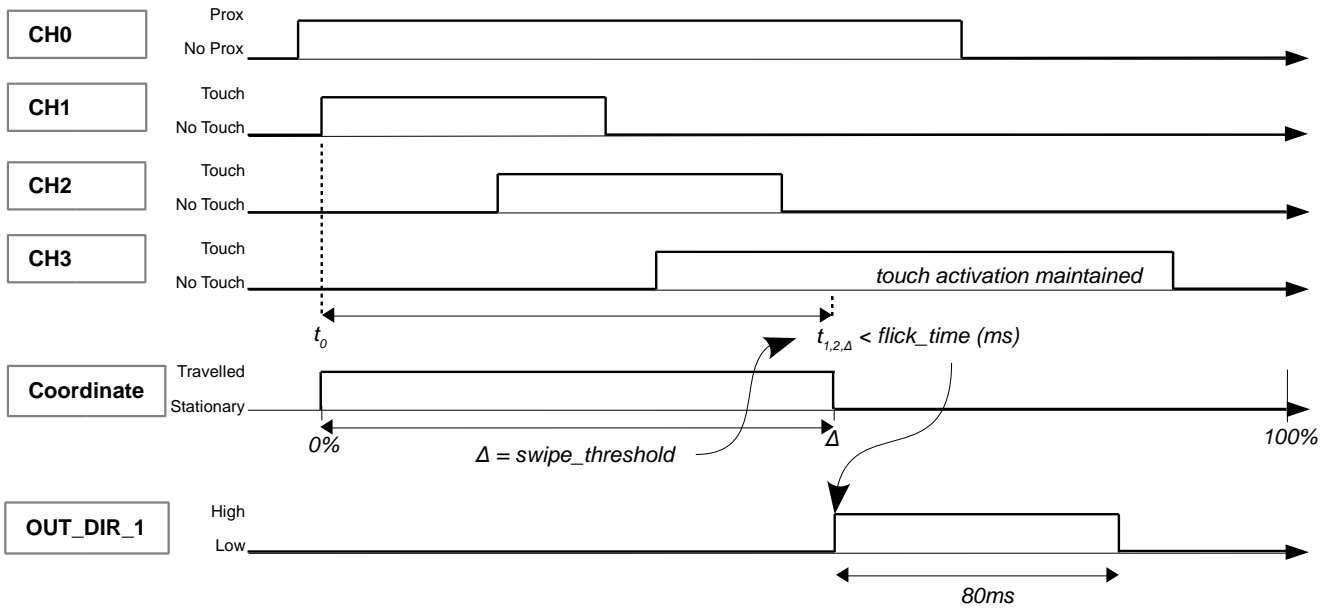 CH0
Prox
No Prox
CH1
Touch
No Touch
CH2
Touch
No Touch
CH3
Touch
No Touch
touch activation maintained
t0
t1,2,Δ < flick_time (ms)
Coordinate
Travelled
Stationary
0%
Δ
100%
Δ = swipe_threshold
OUT_DIR_1
High
Low
80ms